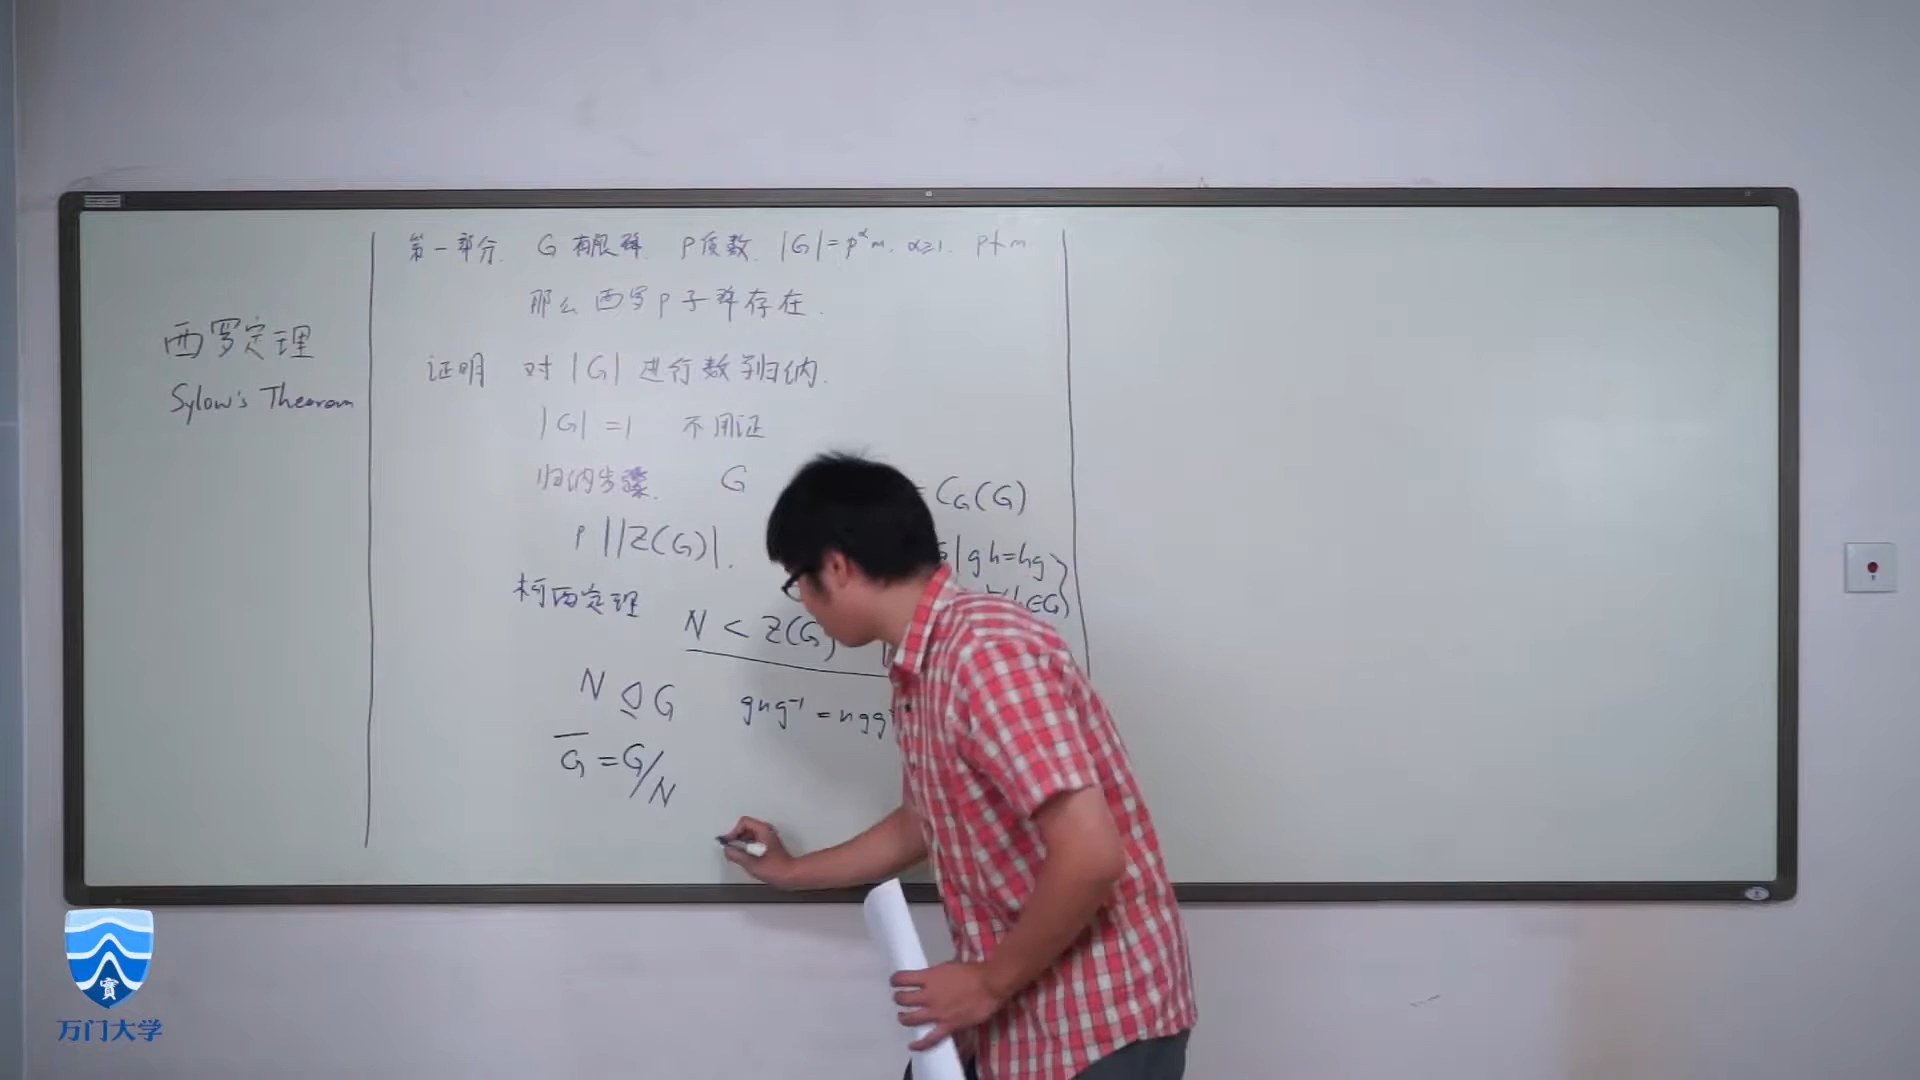 西罗定理
Sylow's Theorem
第一部分. G 有限群. P质数. |G|=p^α m. α≥1. p∤m
那么西罗p子群存在.
证明 对|G|进行数学归纳.
|G|=1 不用证
归纳步骤. G
C_G(G)
P||Z(G)|.
|gh=hg
∈G}
柯西定理
N<Z(G)
N⊴G gng⁻¹=ngg
G̅=G/N
寳
万门大学